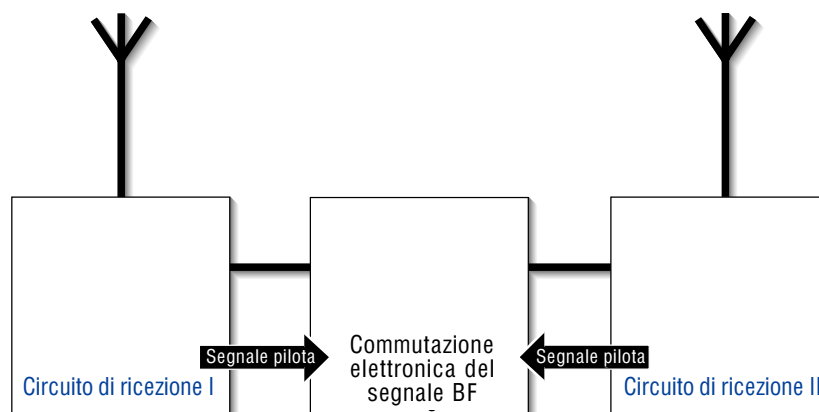 Segnale pilota
Commutazione
elettronica del
segnale BF
Segnale pilota
Circuito di ricezione I
Circuito di ricezione II